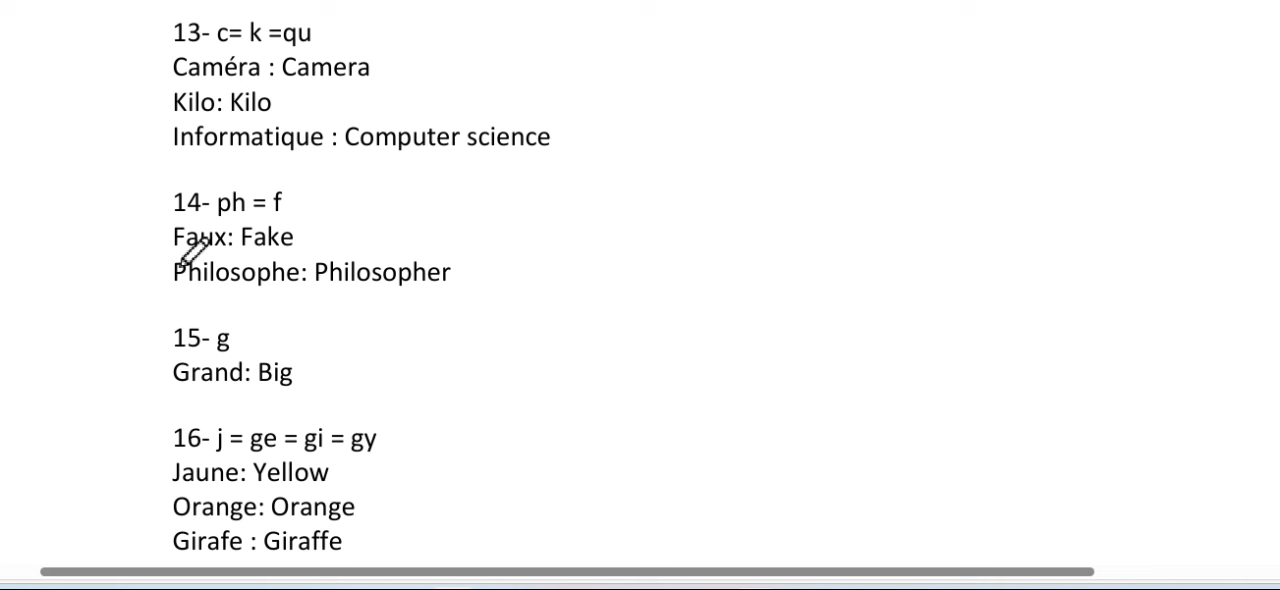 13- c= k =qu
Caméra : Camera
Kilo: Kilo
Informatique : Computer science
14- ph = f
Faux: Fake
Philosophe: Philosopher
15- g
Grand: Big
16- j = ge = gi = gy
Jaune: Yellow
Orange: Orange
Girafe : Giraffe